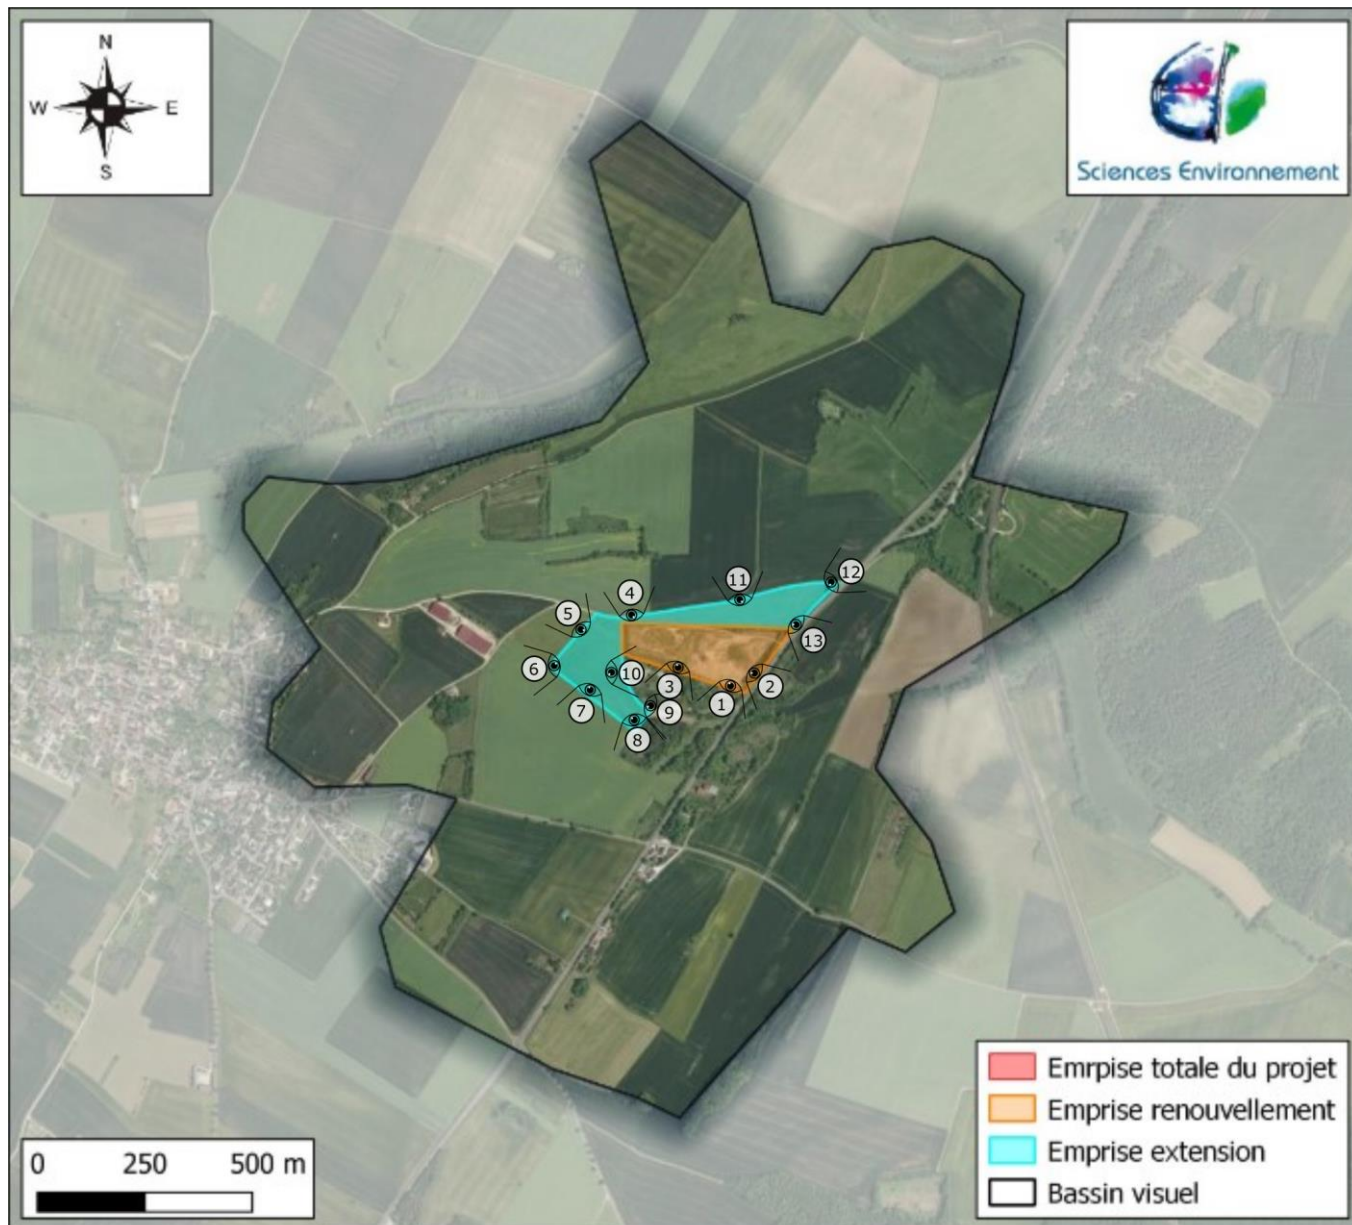 N
W E
S
Sciences Environnement
12
11
4
5
13
6
10
3
2
1
7
9
8
Emrpise totale du projet
Emprise renouvellement
Emprise extension
Bassin visuel
0 250 500 m